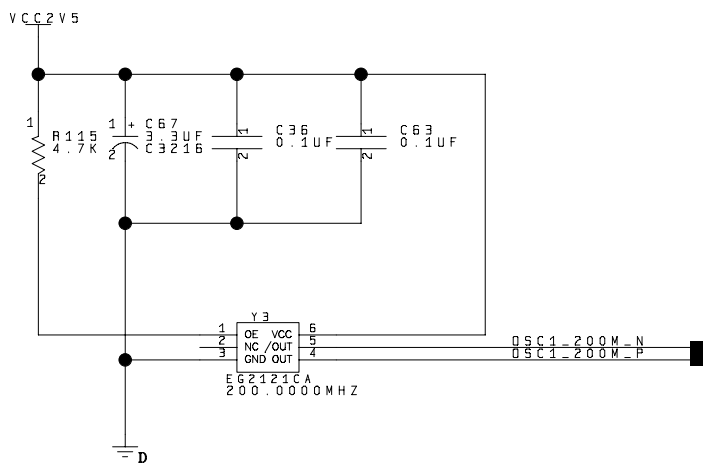 VCC2V5
1
R115
4.7K
2
1
+
C67
3.3UF
C3216
2
1
C36
0.1UF
2
1
C63
0.1UF
2
Y3
1 OE VCC 6
2 NC /OUT 5 OSC1_200M_N
3 GND OUT 4 OSC1_200M_P
EG2121CA
200.0000MHZ
D